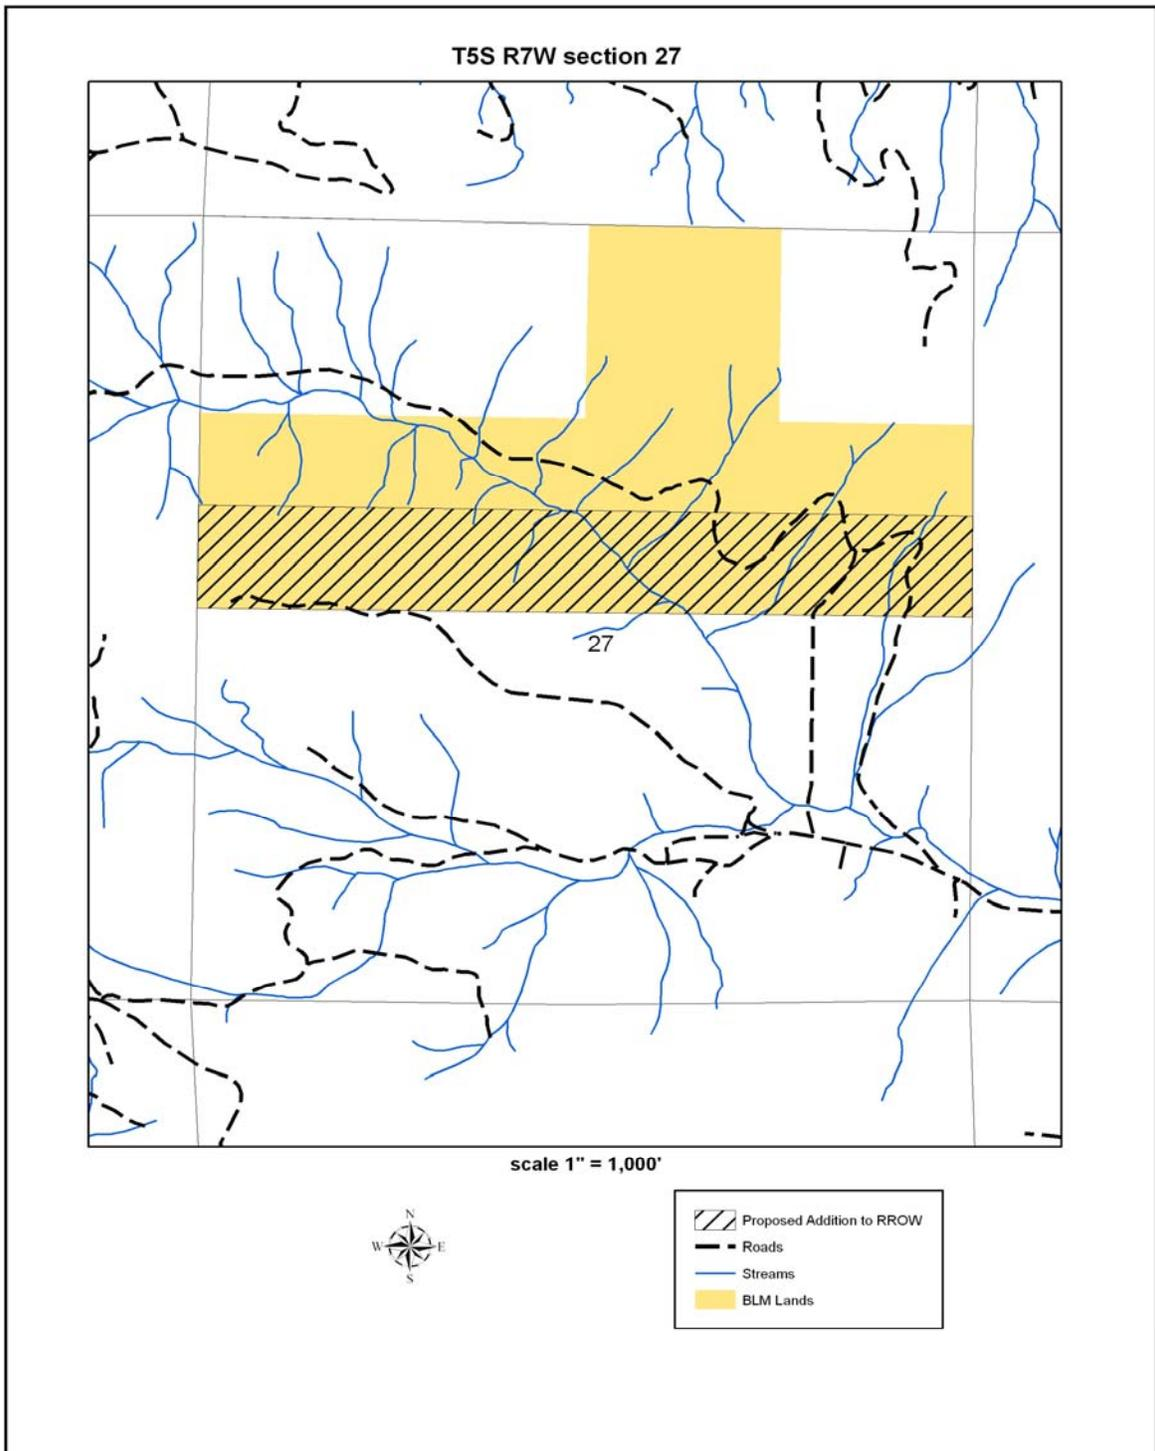 T5S R7W section 27
27
scale 1" = 1,000'
N
W E
S
Proposed Addition to RROW
Roads
Streams
BLM Lands